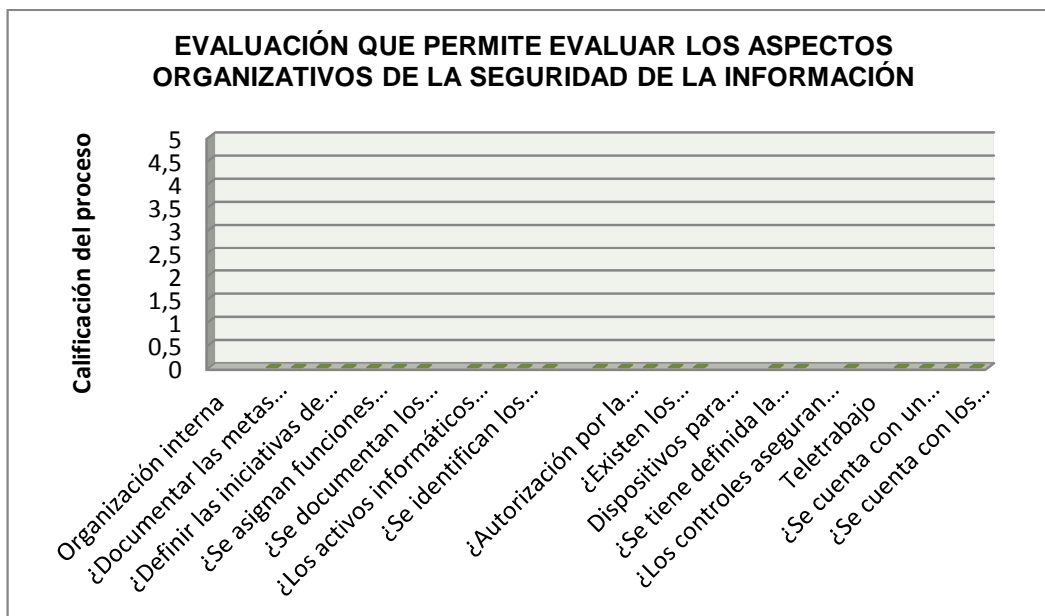 EVALUACIÓN QUE PERMITE EVALUAR LOS ASPECTOS
ORGANIZATIVOS DE LA SEGURIDAD DE LA INFORMACIÓN
Calificación del proceso
5
4,5
4
3,5
3
2,5
2
1,5
1
0,5
0
Organización interna
¿Documentar las metas...
¿Definir las iniciativas de...
¿Se asignan funciones...
¿Se documentan los...
¿Los activos informáticos...
¿Se identifican los...
¿Autorización por la...
¿Existen los...
Dispositivos para...
¿Se tiene definida la...
¿Los controles aseguran...
Teletrabajo
¿Se cuenta con un...
¿Se cuenta con los...